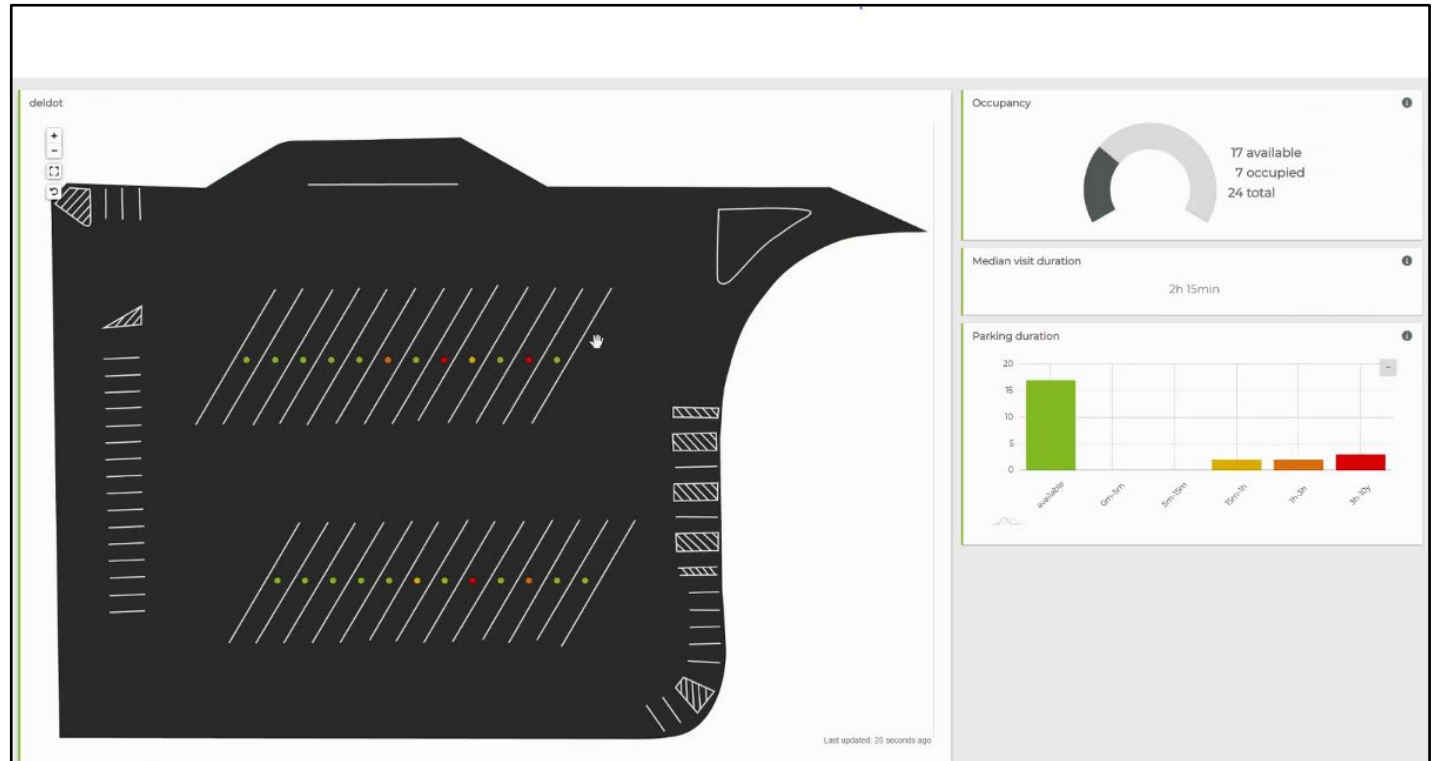 deldot
+
−
Last updated: 20 seconds ago
Occupancy
17 available
7 occupied
24 total
Median visit duration
2h 15min
Parking duration
20
15
10
5
0
available
0m-5m
5m-15m
15m-1h
1h-3h
3h-10y